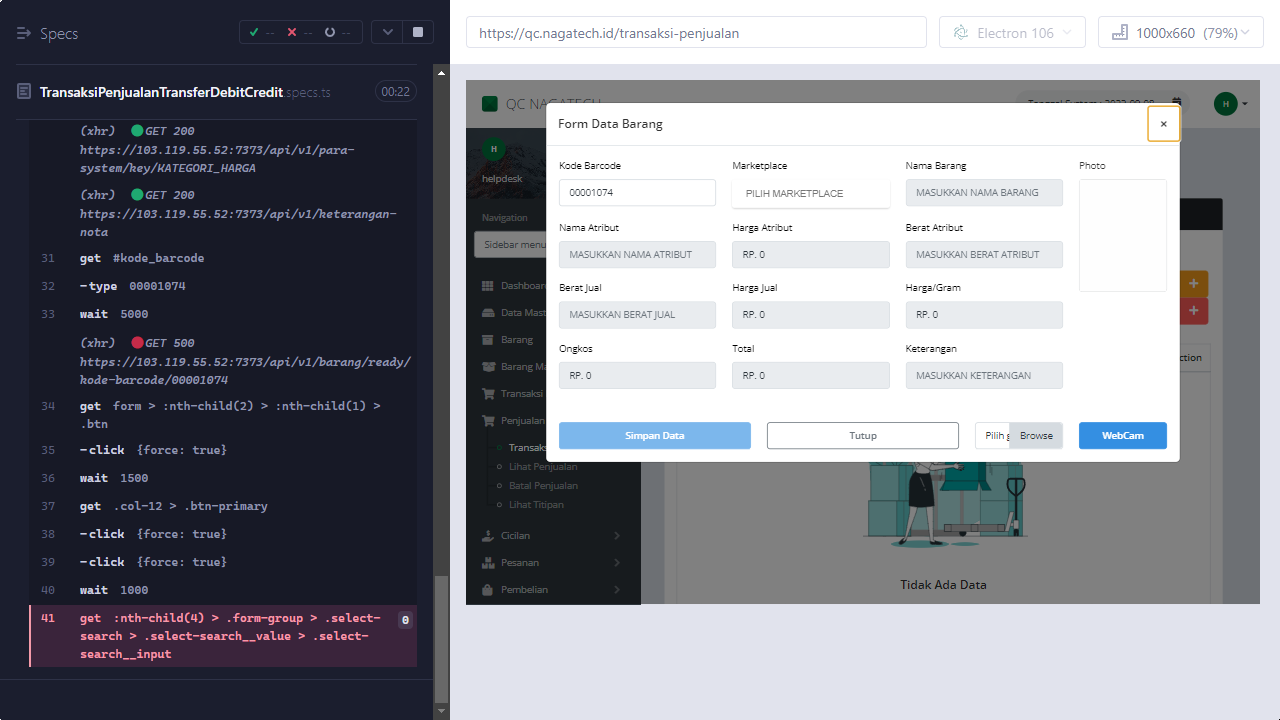 Specs
--
--
--
https://qc.nagatech.id/transaksi-penjualan
Electron 106
1000x660 (79%)
TransaksiPenjualanTransferDebitCredit.specs.ts
00:22
(xhr) GET 200
https://103.119.55.52:7373/api/v1/para-
system/key/KATEGORI_HARGA
(xhr) GET 200
https://103.119.55.52:7373/api/v1/keterangan-
nota
31 get #kode_barcode
32 -type 00001074
33 wait 5000
(xhr) GET 500
https://103.119.55.52:7373/api/v1/barang/ready/
kode-barcode/00001074
34 get form > :nth-child(2) > :nth-child(1) >
.btn
35 -click {force: true}
36 wait 1500
37 get .col-12 > .btn-primary
38 -click {force: true}
39 -click {force: true}
40 wait 1000
41 get :nth-child(4) > .form-group > .select-
search > .select-search__value > .select-
search__input
0
QC NAGATECH
H
H
helpdesk
Navigation
Sidebar menu
Dashboar
Data Mast
Barang
Barang Ma
Transaksi
Penjualan
Transaks
Lihat Penjualan
Batal Penjualan
Lihat Titipan
Cicilan
Pesanan
Pembelian
Form Data Barang
×
Kode Barcode
Marketplace
Nama Barang
Photo
00001074
PILIH MARKETPLACE
MASUKKAN NAMA BARANG
Nama Atribut
Harga Atribut
Berat Atribut
MASUKKAN NAMA ATRIBUT
RP. 0
MASUKKAN BERAT ATRIBUT
Berat Jual
Harga Jual
Harga/Gram
MASUKKAN BERAT JUAL
RP. 0
RP. 0
Ongkos
Total
Keterangan
RP. 0
RP. 0
MASUKKAN KETERANGAN
Simpan Data
Tutup
Pilih g
Browse
WebCam
+
+
ction
Tidak Ada Data